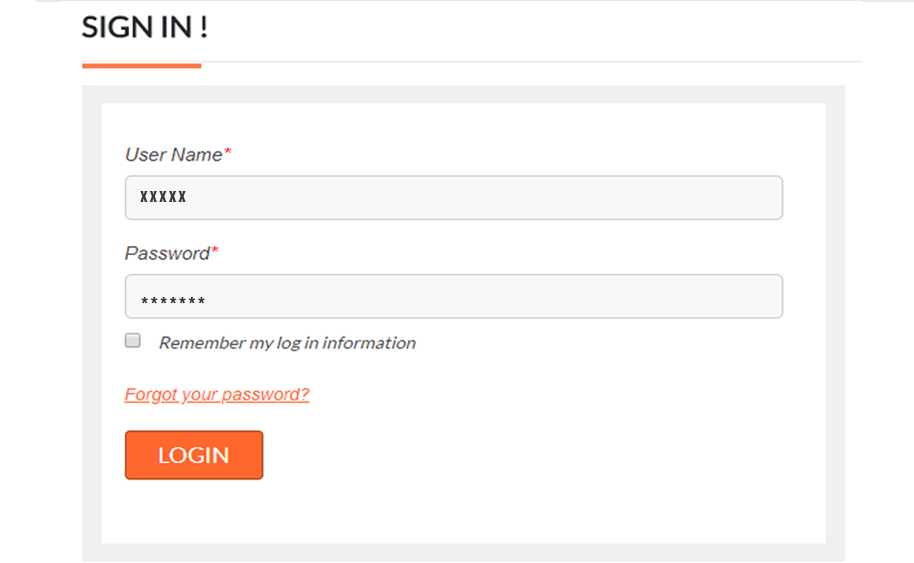 SIGN IN !
User Name*
XXXXX
Password*
*******
Remember my log in information
Forgot your password?
LOGIN